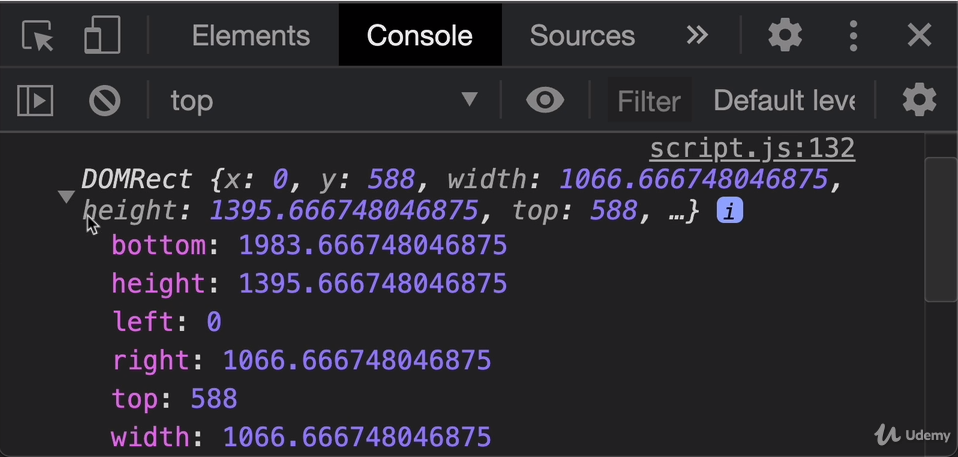 Elements Console Sources »
top Filter Default leve
script.js:132
DOMRect {x: 0, y: 588, width: 1066.666748046875,
height: 1395.666748046875, top: 588, …} i
bottom: 1983.666748046875
height: 1395.666748046875
left: 0
right: 1066.666748046875
top: 588
width: 1066.666748046875
Udemy